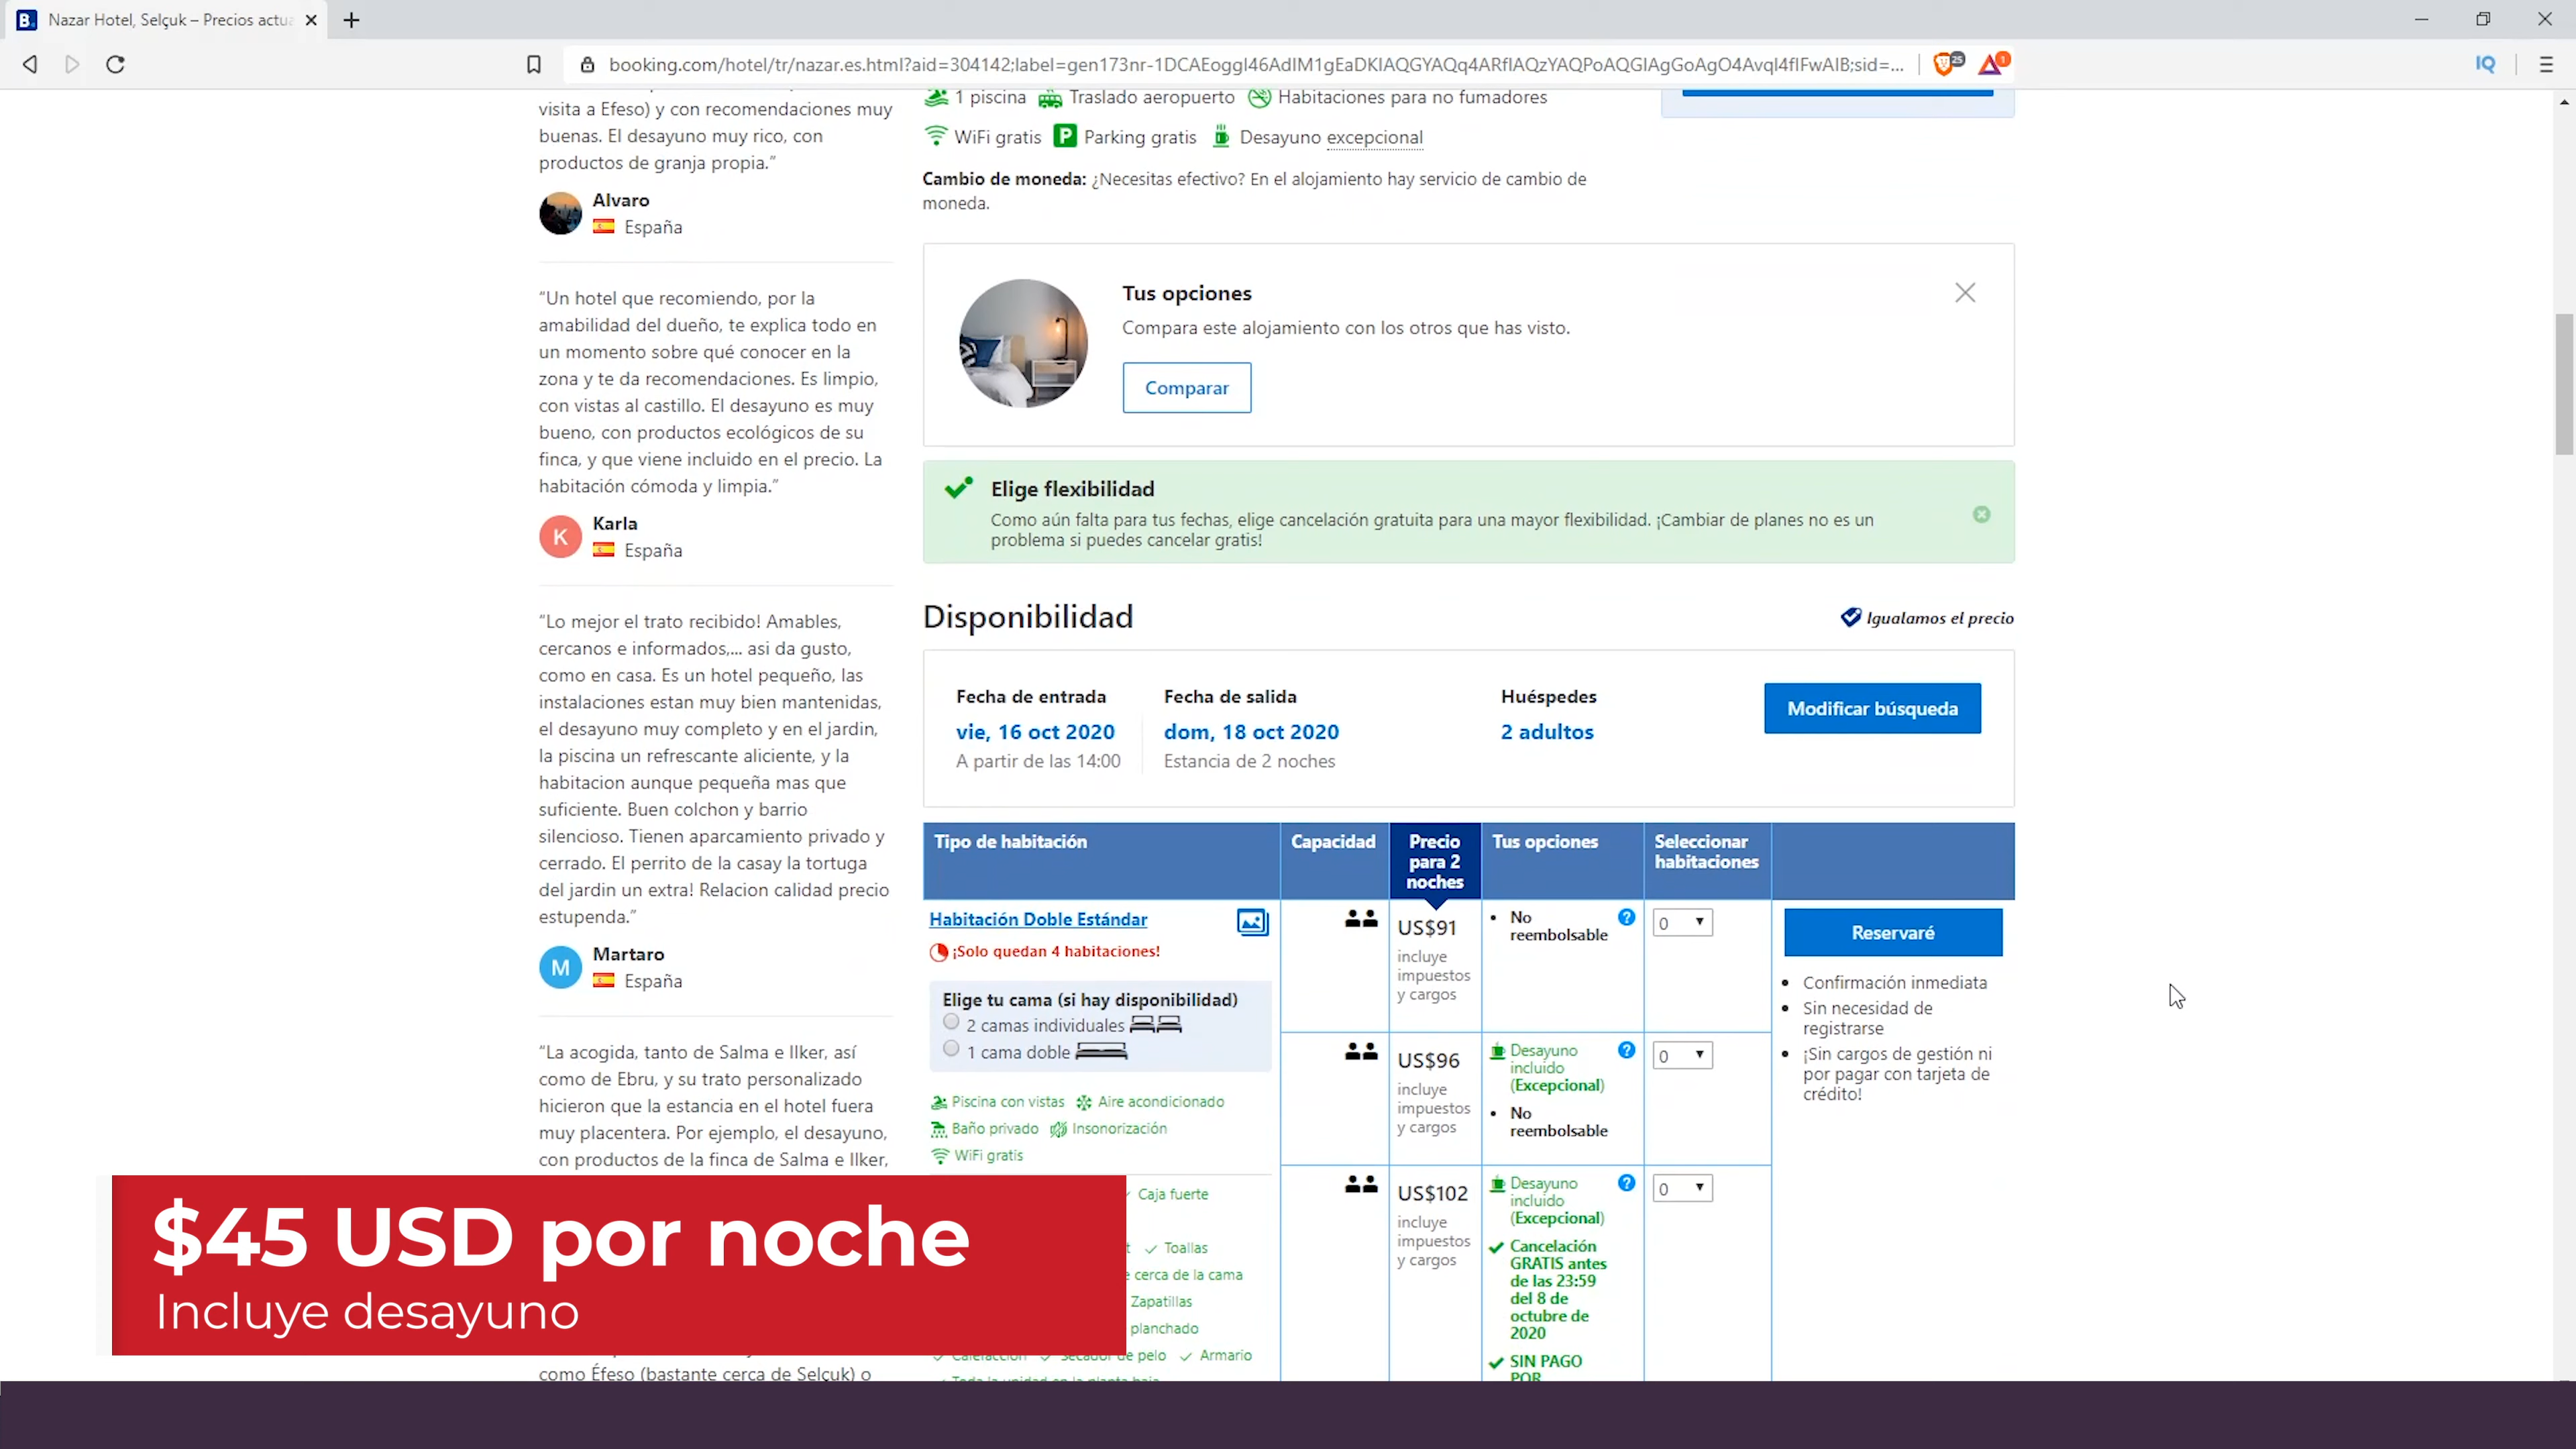 Nazar Hotel, Selçuk – Precios actua
booking.com/hotel/tr/nazar.es.html?aid=304142;label=gen173nr-1DCAEoggI46AdIM1gEaDKIAQGYAQq4ARfIAQzYAQPoAQGIAgGoAgO4AvqI4fIFwAIB;sid=...
25
1
IQ
visita a Efeso) y con recomendaciones muy
buenas. El desayuno muy rico, con
productos de granja propia.”
Alvaro
España
“Un hotel que recomiendo, por la
amabilidad del dueño, te explica todo en
un momento sobre qué conocer en la
zona y te da recomendaciones. Es limpio,
con vistas al castillo. El desayuno es muy
bueno, con productos ecológicos de su
finca, y que viene incluido en el precio. La
habitación cómoda y limpia.”
K
Karla
España
“Lo mejor el trato recibido! Amables,
cercanos e informados,... asi da gusto,
como en casa. Es un hotel pequeño, las
instalaciones estan muy bien mantenidas,
el desayuno muy completo y en el jardin,
la piscina un refrescante aliciente, y la
habitacion aunque pequeña mas que
suficiente. Buen colchon y barrio
silencioso. Tienen aparcamiento privado y
cerrado. El perrito de la casay la tortuga
del jardin un extra! Relacion calidad precio
estupenda.”
M
Martaro
España
“La acogida, tanto de Salma e Ilker, así
como de Ebru, y su trato personalizado
hicieron que la estancia en el hotel fuera
muy placentera. Por ejemplo, el desayuno,
con productos de la finca de Salma e Ilker,
como Éfeso (bastante cerca de Selçuk) o
1 piscina Traslado aeropuerto Habitaciones para no fumadores
WiFi gratis P Parking gratis Desayuno excepcional
Cambio de moneda: ¿Necesitas efectivo? En el alojamiento hay servicio de cambio de
moneda.
Tus opciones
Compara este alojamiento con los otros que has visto.
Comparar
Elige flexibilidad
Como aún falta para tus fechas, elige cancelación gratuita para una mayor flexibilidad. ¡Cambiar de planes no es un
problema si puedes cancelar gratis!
Disponibilidad
Igualamos el precio
Fecha de entrada
vie, 16 oct 2020
A partir de las 14:00
Fecha de salida
dom, 18 oct 2020
Estancia de 2 noches
Huéspedes
2 adultos
Modificar búsqueda
Tipo de habitación
Capacidad
Precio
para 2
noches
Tus opciones
Seleccionar
habitaciones
Habitación Doble Estándar
¡Solo quedan 4 habitaciones!
Elige tu cama (si hay disponibilidad)
2 camas individuales
1 cama doble
Piscina con vistas Aire acondicionado
Baño privado Insonorización
WiFi gratis
Caja fuerte
Toallas
cerca de la cama
Zapatillas
planchado
Calefacción Secador de pelo Armario
US$91
incluye
impuestos
y cargos
No
reembolsable
0
US$96
incluye
impuestos
y cargos
Desayuno
incluido
(Excepcional)
No
reembolsable
0
US$102
incluye
impuestos
y cargos
Desayuno
incluido
(Excepcional)
Cancelación
GRATIS antes
de las 23:59
del 8 de
octubre de
2020
SIN PAGO
POR
0
Reservaré
Confirmación inmediata
Sin necesidad de
registrarse
¡Sin cargos de gestión ni
por pagar con tarjeta de
crédito!
$45 USD por noche
Incluye desayuno